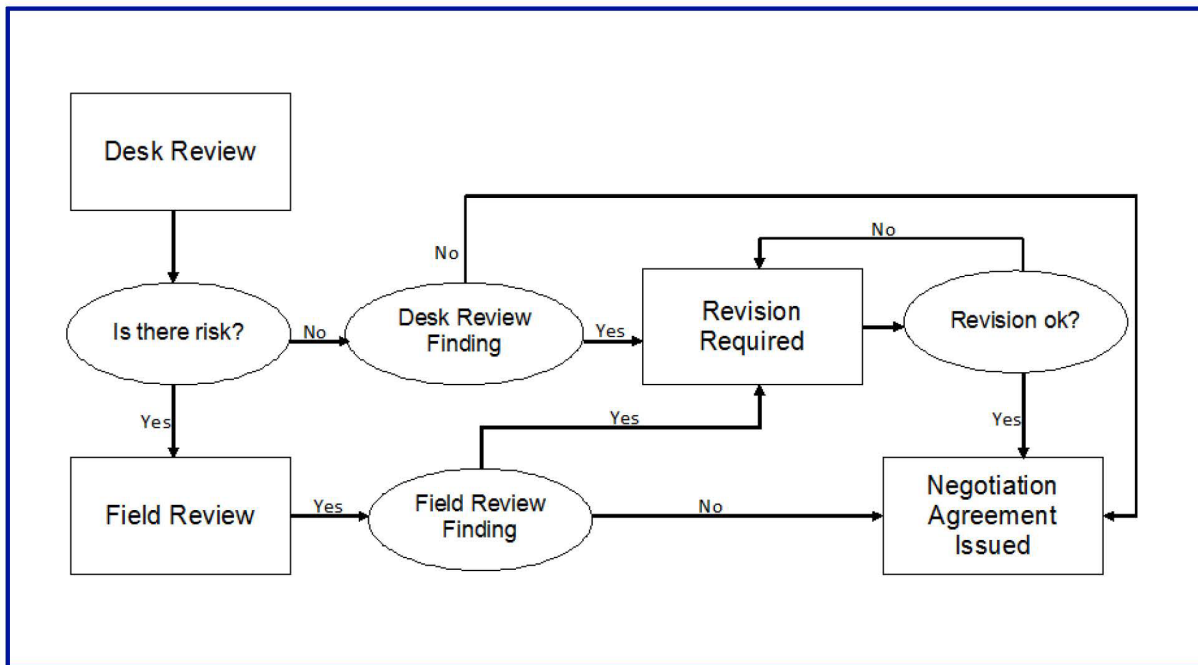 Desk Review
No
No
Is there risk?
No
Desk Review
Finding
Yes
Revision
Required
Revision ok?
Yes
Yes
Yes
Field Review
Yes
Field Review
Finding
No
Negotiation
Agreement
Issued